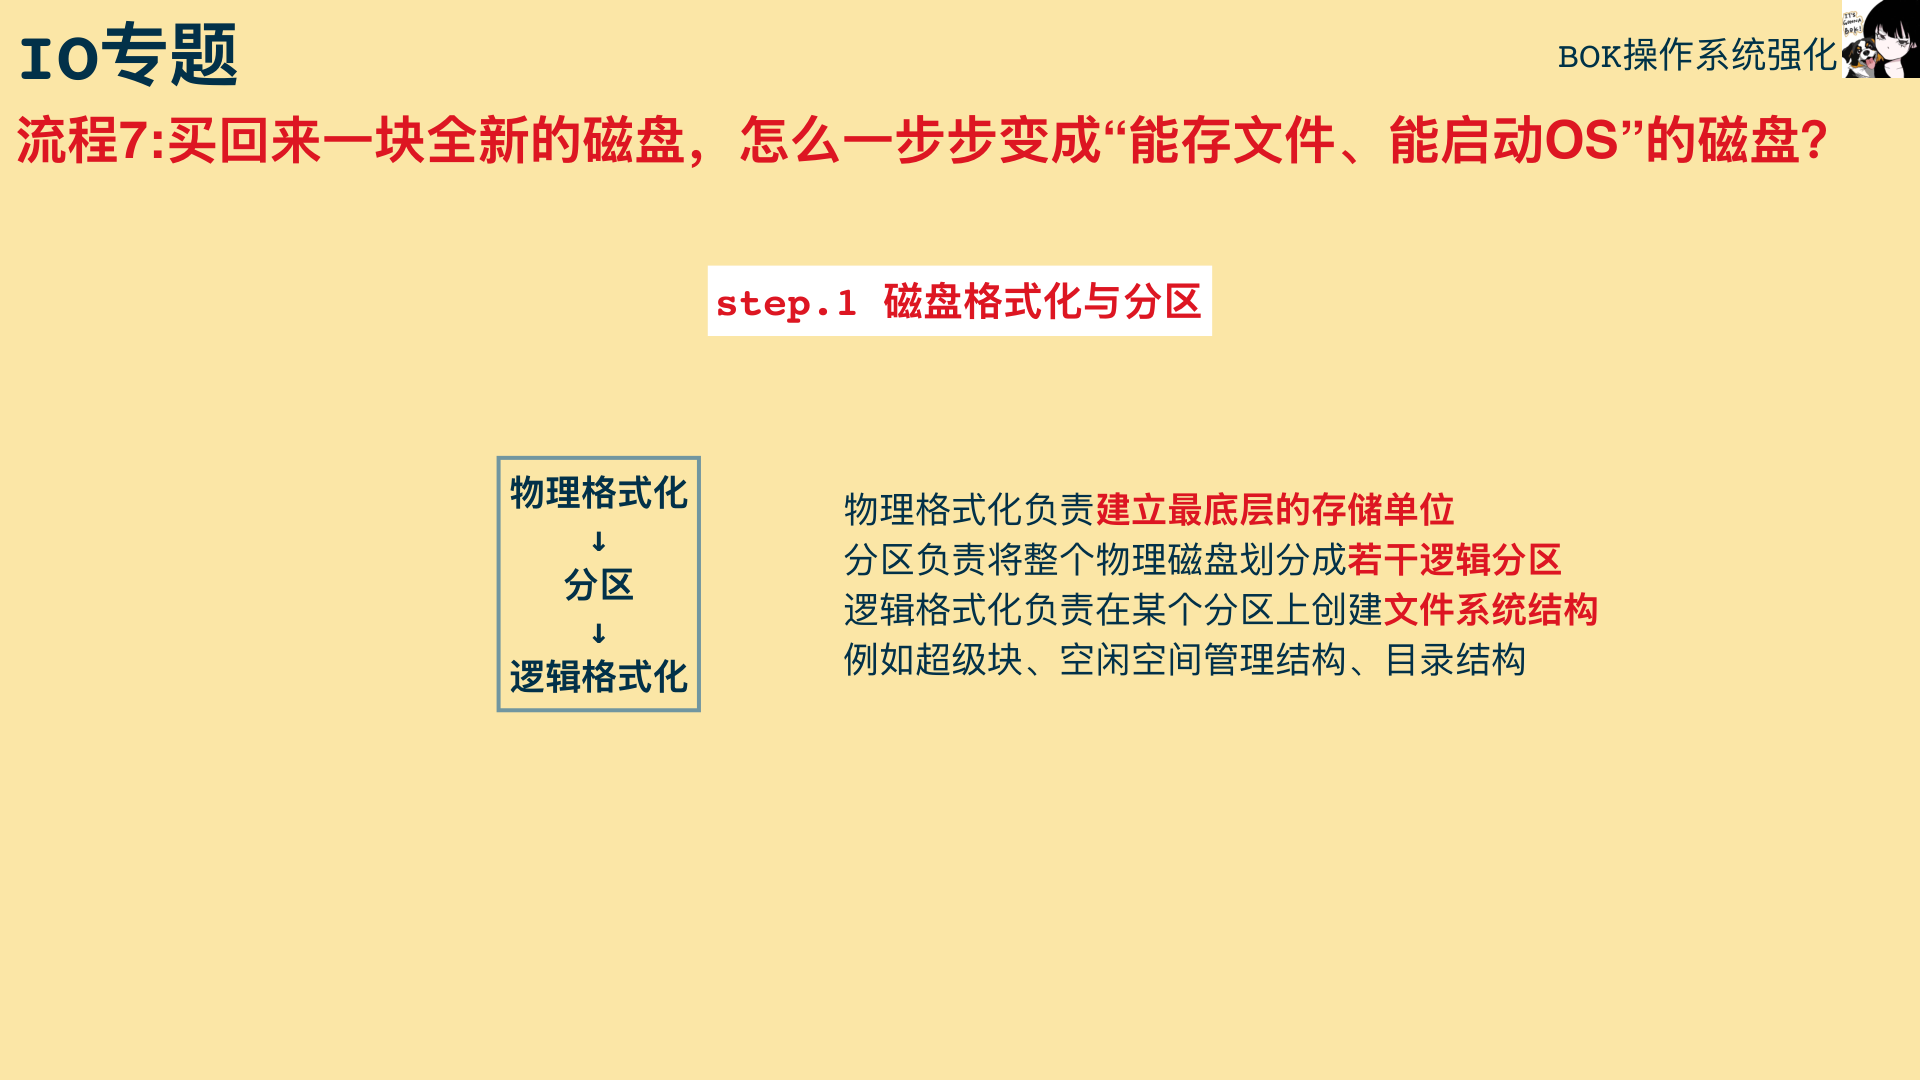 IO专题
BOK操作系统强化
流程7:买回来一块全新的磁盘，怎么一步步变成“能存文件、能启动OS”的磁盘?
step.1 磁盘格式化与分区
物理格式化
↓
分区
↓
逻辑格式化
物理格式化负责建立最底层的存储单位
分区负责将整个物理磁盘划分成若干逻辑分区
逻辑格式化负责在某个分区上创建文件系统结构
例如超级块、空闲空间管理结构、目录结构